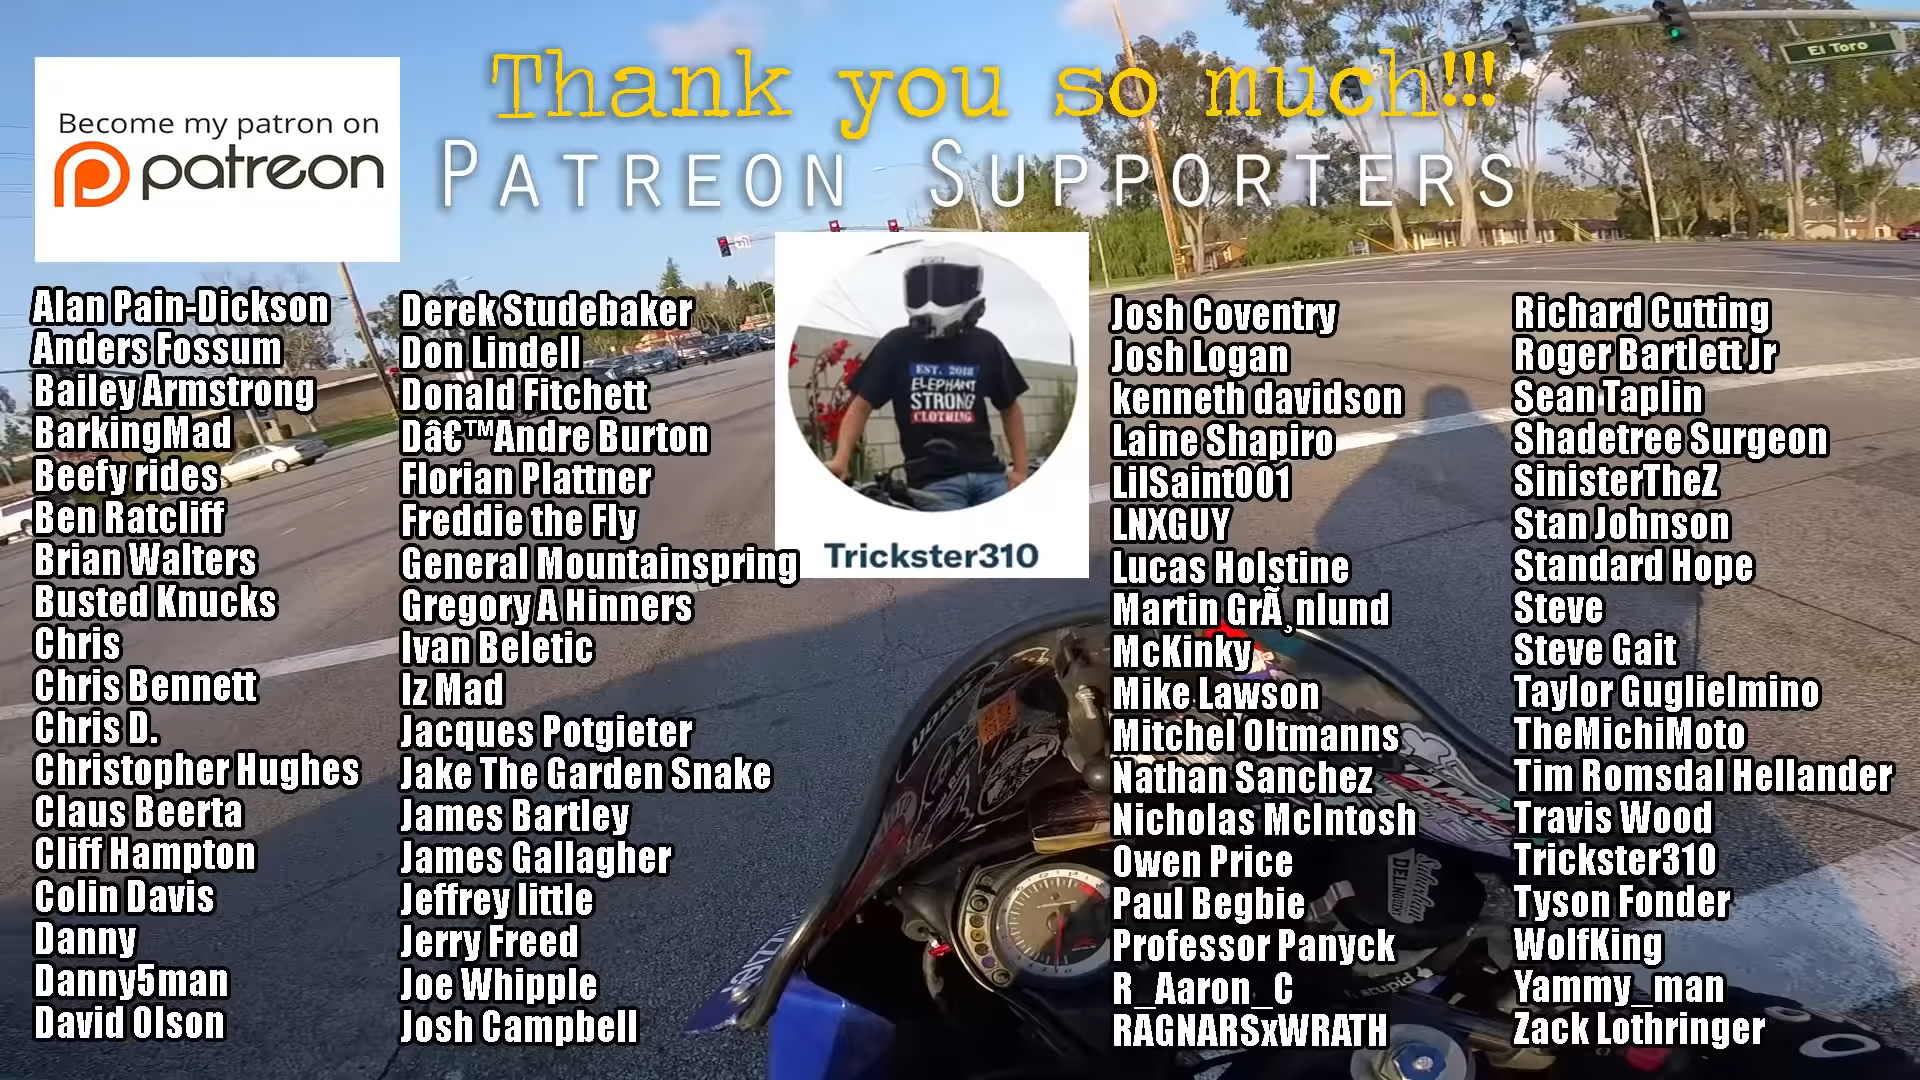 Thank you so much!!!
PATREON SUPPORTERS
Become my patron on
patreon
El Toro
EST. 2018
ELEPHANT
STRONG
CLOTHING
Trickster310
Alan Pain-Dickson
Anders Fossum
Bailey Armstrong
BarkingMad
Beefy rides
Ben Ratcliff
Brian Walters
Busted Knucks
Chris
Chris Bennett
Chris D.
Christopher Hughes
Claus Beerta
Cliff Hampton
Colin Davis
Danny
Danny5man
David Olson
Derek Studebaker
Don Lindell
Donald Fitchett
Dâ€™Andre Burton
Florian Plattner
Freddie the Fly
General Mountainspring
Gregory A Hinners
Ivan Beletic
Iz Mad
Jacques Potgieter
Jake The Garden Snake
James Bartley
James Gallagher
Jeffrey little
Jerry Freed
Joe Whipple
Josh Campbell
Josh Coventry
Josh Logan
kenneth davidson
Laine Shapiro
LilSaint001
LNXGUY
Lucas Holstine
Martin GrÃ¸nlund
McKinky
Mike Lawson
Mitchel Oltmanns
Nathan Sanchez
Nicholas McIntosh
Owen Price
Paul Begbie
Professor Panyck
R_Aaron_C
RAGNARSxWRATH
Richard Cutting
Roger Bartlett Jr
Sean Taplin
Shadetree Surgeon
SinisterTheZ
Stan Johnson
Standard Hope
Steve
Steve Gait
Taylor Guglielmino
TheMichiMoto
Tim Romsdal Hellander
Travis Wood
Trickster310
Tyson Fonder
WolfKing
Yammy_man
Zack Lothringer
DELINQUENT
stupid